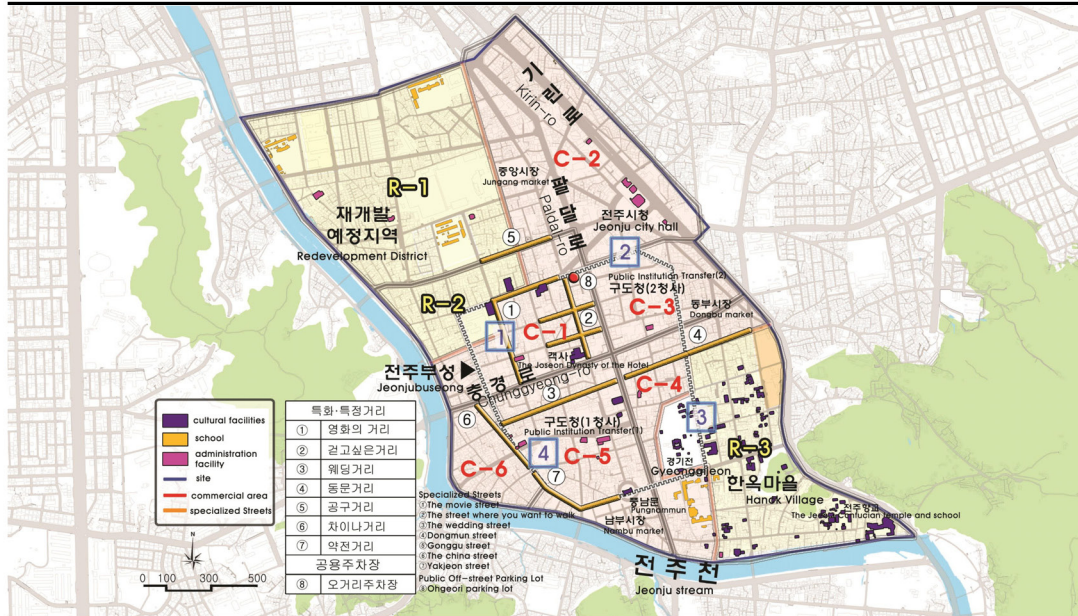 기린로
Kirin-ro
C-2
중앙시장
Jungang market
팔달로
Paldal-ro
R-1
재개발
예정지역
Redevelopment District
전주시청
Jeonju city hall
⑤
2
Public Institution Transfer(2)
구도청(2청사)
⑧
R-2
①
②
C-3
동부시장
Dongbu market
④
1
C-1
객사
The Joseori Dynasty of the Hotel
전주부성
Jeonjubuseong
충경로
Chunggyeong-ro
③
C-4
⑥
구도청(1청사)
Public Institution Transfer(1)
3
4
C-5
R-3
경기전
Gyeonggijeon
C-6
⑦
한옥마을
Hanok Village
풍남문
Pungnammun
남부시장
Nambu market
전주향교
The Jeonju Confucian temple and school
전주천
Jeonju stream
cultural facilities
school
administration
facility
site
commercial area
specialized Streets
N
0 100 300 500
특화·특정거리
① 영화의 거리
② 걷고싶은거리
③ 웨딩거리
④ 동문거리
⑤ 공구거리
⑥ 차이나거리
⑦ 약전거리
공용주차장
⑧ 오거리주차장
Specialized Streets
①The movie street
②The street where you want to walk
③The wedding street
④Dongmun street
⑤Gonggu street
⑥The china street
⑦Yakjeon street
Public Off-street Parking Lot
⑧Ohgeori parking lot